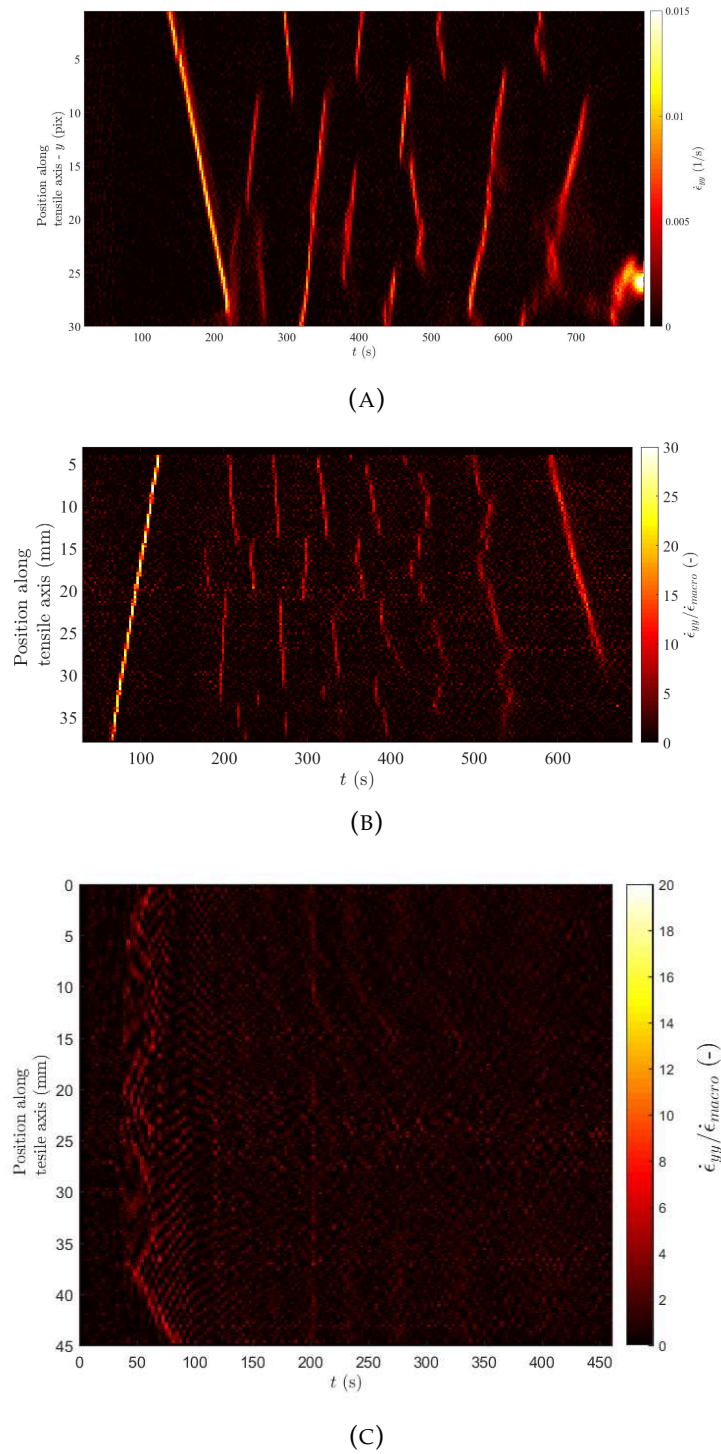 0.015
0.01
0.005
0
ε̇yy (1/s)
Position along
tensile axis - y (pix)
5
10
15
20
25
30
100 200 300 400 500 600 700
t (s)
(A)
Position along
tensile axis (mm)
5
10
15
20
25
30
35
100 200 300 400 500 600
t (s)
30
25
20
15
10
5
0
ε̇yy/ε̇macro (-)
(B)
Position along
tesile axis (mm)
0
5
10
15
20
25
30
35
40
45
0 50 100 150 200 250 300 350 400 450
t (s)
20
18
16
14
12
10
8
6
4
2
0
ε̇yy/ε̇macro (-)
(C)